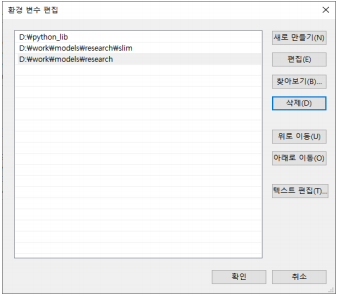 환경 변수 편집
D:₩python_lib
D:₩work₩models₩research₩slim
D:₩work₩models₩research
새로 만들기(N)
편집(E)
찾아보기(B)...
삭제(D)
위로 이동(U)
아래로 이동(O)
텍스트 편집(T)...
확인
취소